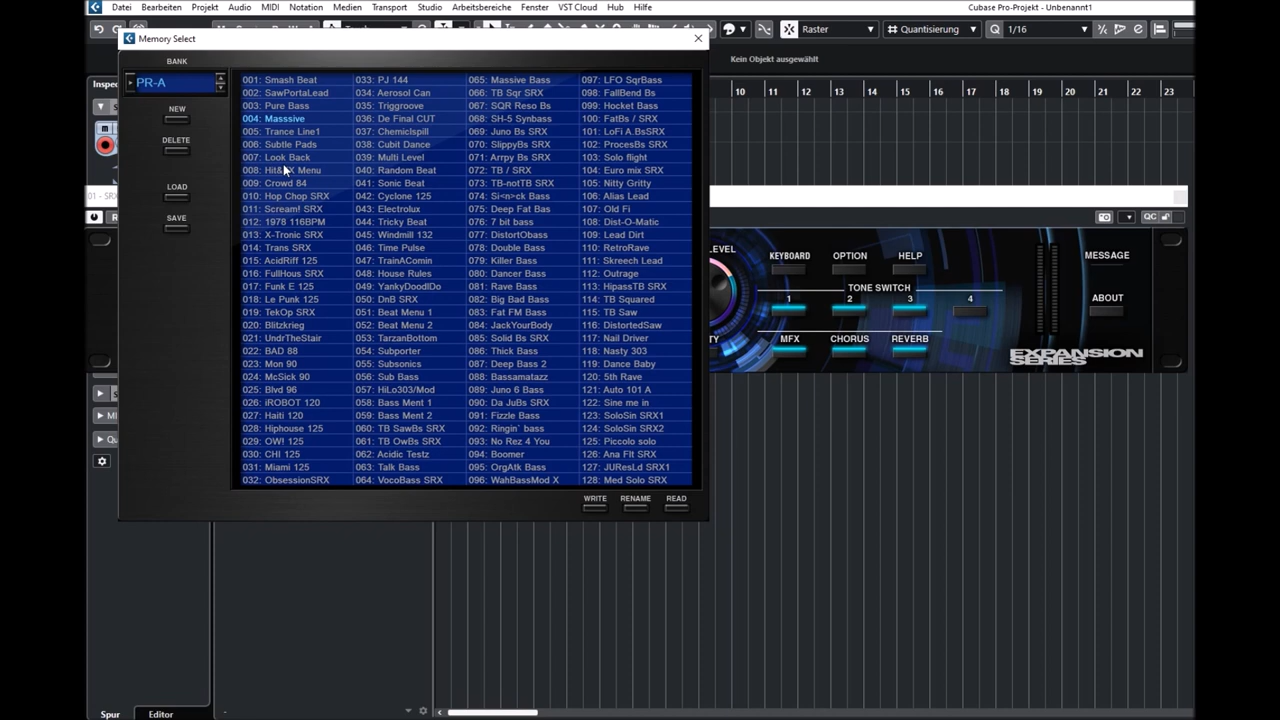 Datei Bearbeiten Projekt Audio MIDI Notation Medien Transport Studio Arbeitsbereiche Fenster VST Cloud Hub Hilfe
Cubase Pro-Projekt - Unbenannt1
Raster
Quantisierung
1/16
Memory Select
Kein Objekt ausgewählt
BANK
PR-A
NEW
DELETE
LOAD
SAVE
001: Smash Beat
002: SawPortaLead
003: Pure Bass
004: Masssive
005: Trance Line1
006: Subtle Pads
007: Look Back
Menu
009: Crowd 84
010: Hop Chop SRX
011: Scream! SRX
012: 1978 116BPM
013: X-Tronic SRX
014: Trans SRX
015: AcidRiff 125
016: FullHous SRX
017: Funk E 125
018: Le Punk 125
019: TekOp SRX
020: Blitzkrieg
021: UndrTheStair
022: BAD 88
023: Mon 90
024: McSick 90
025: Blvd 96
026: iROBOT 120
027: Haiti 120
028: Hiphouse 125
029: OW! 125
030: CHI 125
031: Miami 125
032: ObsessionSRX
033: PJ 144
034: Aerosol Can
035: Triggroove
036: De Final CUT
037: Chemiclspill
038: Cubit Dance
039: Multi Level
040: Random Beat
041: Sonic Beat
042: Cyclone 125
043: Electrolux
044: Tricky Beat
045: Windmill 132
046: Time Pulse
047: TrainAComin
048: House Rules
049: YankyDoodlDo
050: DnB SRX
051: Beat Menu 1
052: Beat Menu 2
053: TarzanBottom
054: Subporter
055: Subsonics
056: Sub Bass
057: HiLo303/Mod
058: Bass Ment 1
059: Bass Ment 2
060: TB SawBs SRX
061: TB OwBs SRX
062: Acidic Testz
063: Talk Bass
064: VocoBass SRX
065: Massive Bass
066: TB Sqr SRX
067: SQR Reso Bs
068: SH-5 Synbass
069: Juno Bs SRX
070: SlippyBs SRX
071: Arrpy Bs SRX
072: TB / SRX
073: TB-notTB SRX
074: Si<n>ck Bass
075: Deep Fat Bas
076: 7 bit bass
077: DistortObass
078: Double Bass
079: Killer Bass
080: Dancer Bass
081: Rave Bass
082: Big Bad Bass
083: Fat FM Bass
084: JackYourBody
085: Solid Bs SRX
086: Thick Bass
087: Deep Bass 2
088: Bassamatazz
089: Juno 6 Bass
090: Da JuBs SRX
091: Fizzle Bass
092: Ringin` bass
093: No Rez 4 You
094: Boomer
095: OrgAtk Bass
096: WahBassMod X
097: LFO SqrBass
098: FallBend Bs
099: Hocket Bass
100: FatBs / SRX
101: LoFi A.BsSRX
102: ProcesBs SRX
103: Solo flight
104: Euro mix SRX
105: Nitty Gritty
106: Alias Lead
107: Old Fi
108: Dist-O-Matic
109: Lead Dirt
110: RetroRave
111: Skreech Lead
112: Outrage
113: HipassTB SRX
114: TB Squared
115: TB Saw
116: DistortedSaw
117: Nail Driver
118: Nasty 303
119: Dance Baby
120: 5th Rave
121: Auto 101 A
122: Sine me in
123: SoloSin SRX1
124: SoloSin SRX2
125: Piccolo solo
126: Ana Flt SRX
127: JUResLd SRX1
128: Med Solo SRX
WRITE RENAME READ
10 11 12 13 14 15 16 17 18 19 20 21 22 23
QC
KEYBOARD OPTION HELP
MESSAGE
TONE SWITCH
1 2 3 4
ABOUT
MFX CHORUS REVERB
EXPANSION
SERIES
Spur Editor